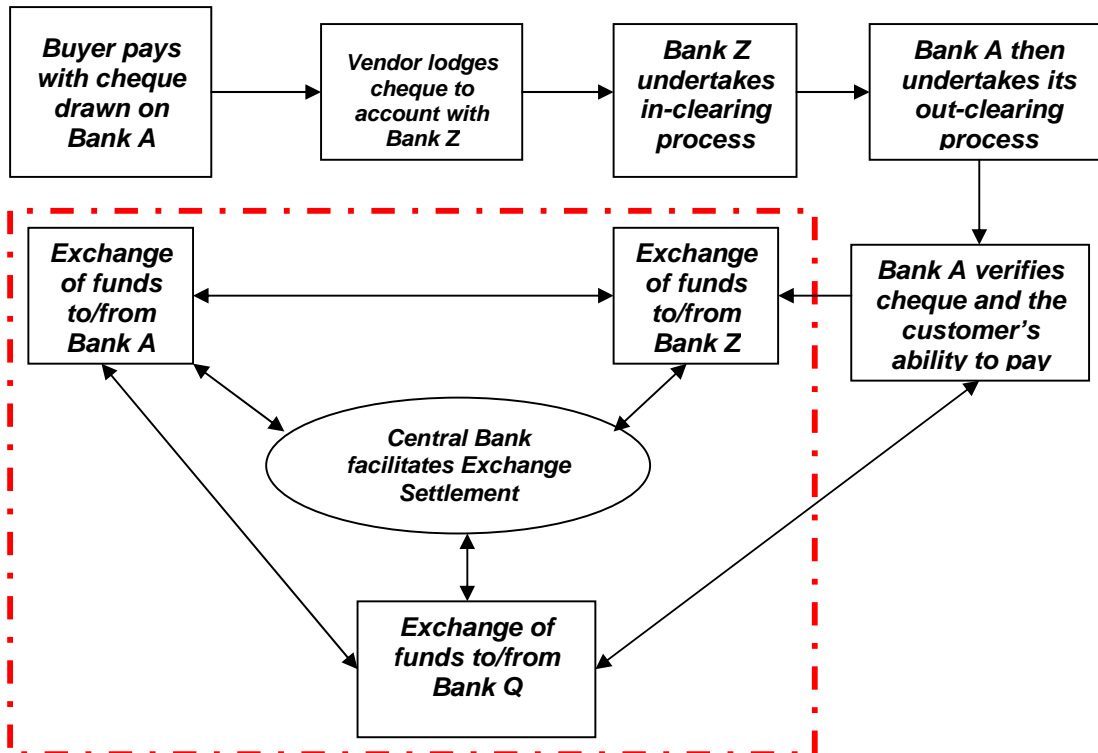 Buyer pays
with cheque
drawn on
Bank A
Vendor lodges
cheque to
account with
Bank Z
Bank Z
undertakes
in-clearing
process
Bank A then
undertakes its
out-clearing
process
Exchange
of funds
to/from
Bank A
Exchange
of funds
to/from
Bank Z
Bank A verifies
cheque and the
customer’s
ability to pay
Central Bank
facilitates Exchange
Settlement
Exchange of
funds to/from
Bank Q